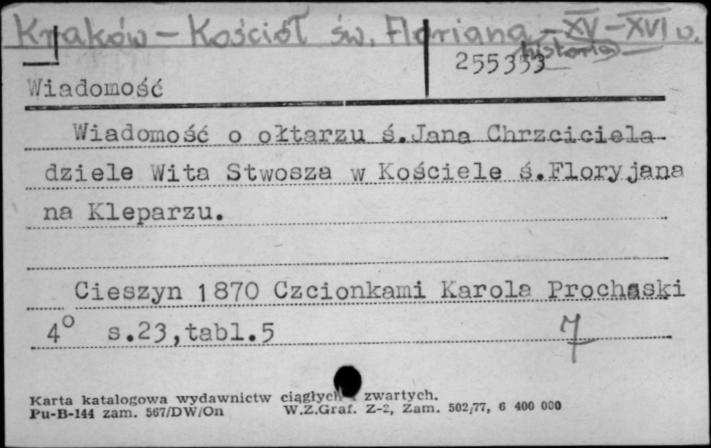 Kraków – Kościół św. Floriana – XV–XVI w.
historia
255353
Wiadomość
Wiadomość o ołtarzu ś.Jana Chrzciciela-
dziele Wita Stwosza w Kościele ś.Floryjana
na Kleparzu.
Cieszyn 1870 Czcionkami Karola Prochaski
4° s.23,tabl.5
7
Karta katalogowa wydawnictw ciągłych i zwartych.
Pu-B-144 zam. 567/DW/On W.Z.Graf. Z-2, Zam. 502/77, 6 400 000